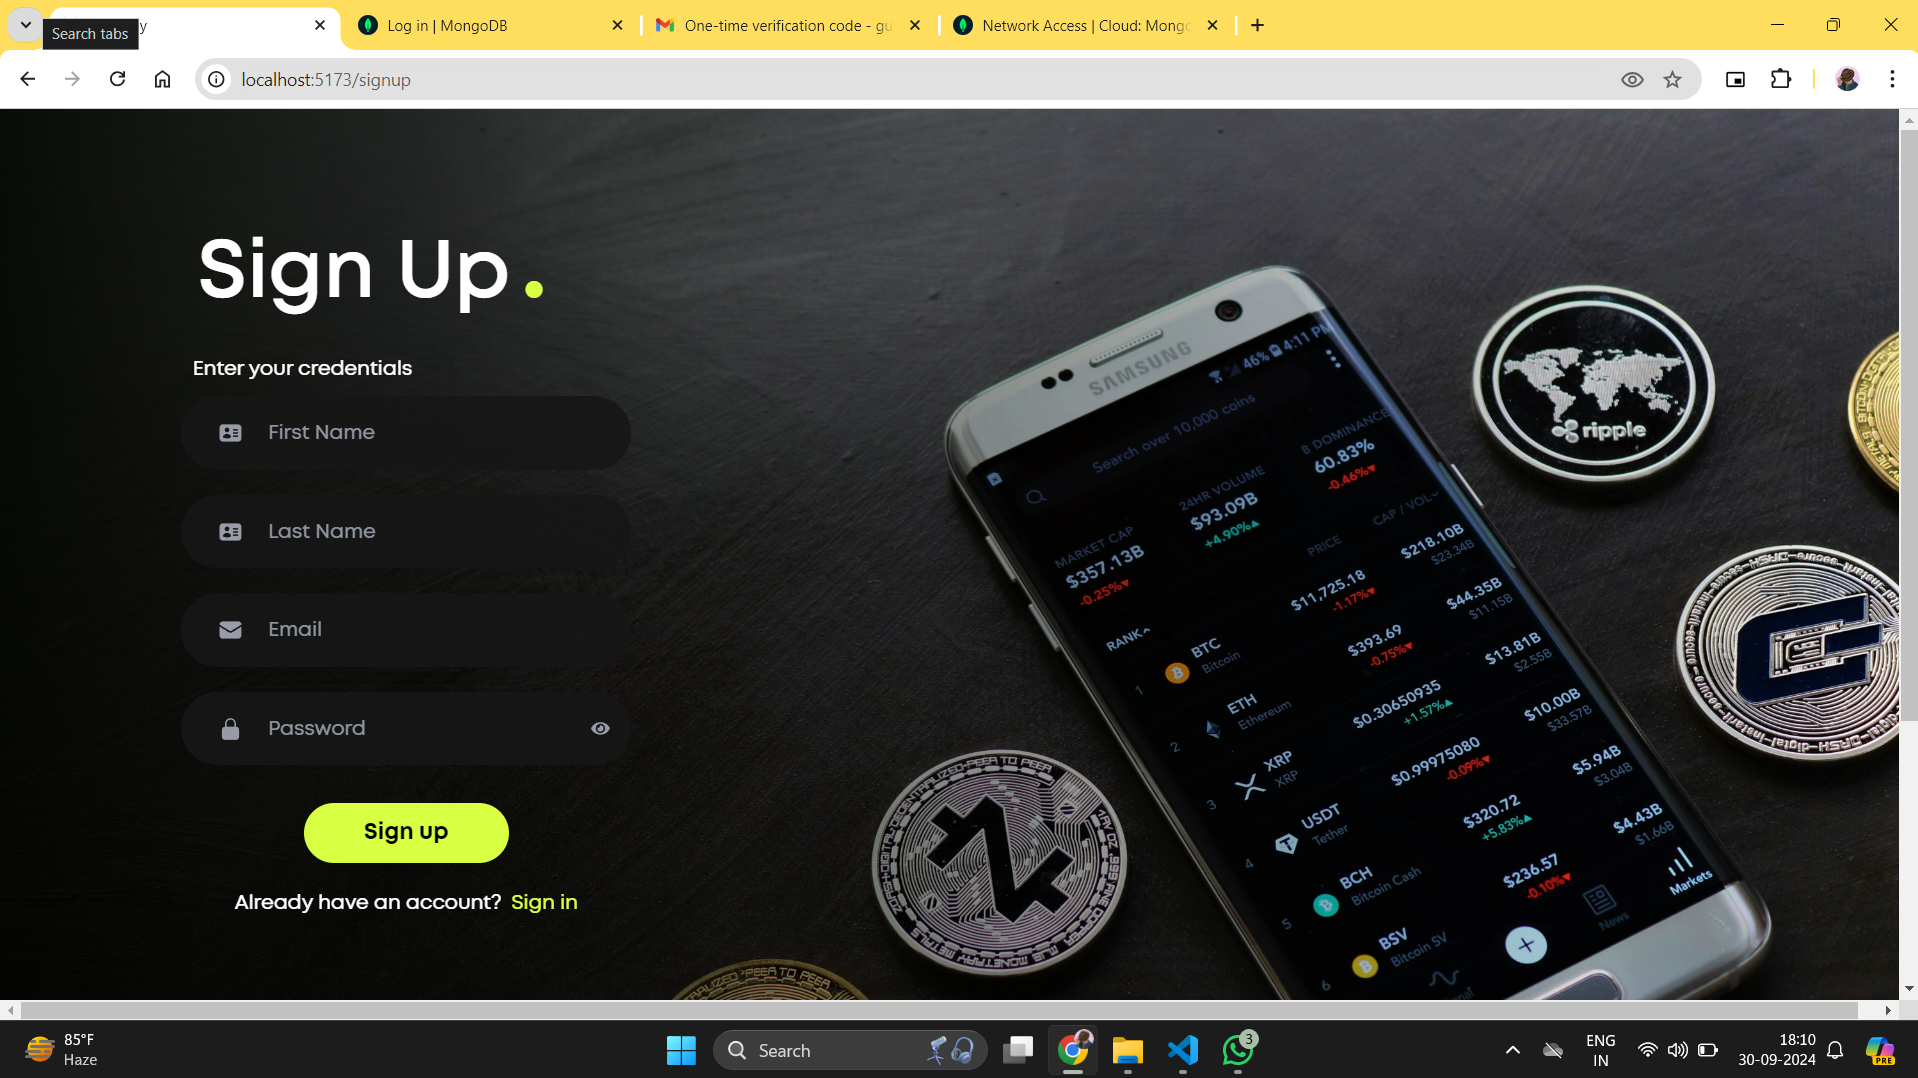 Search tabs
y
Log in | MongoDB
One-time verification code - gu
Network Access | Cloud: Mongo
localhost:5173/signup
Sign Up.
Enter your credentials
First Name
Last Name
Email
Password
Sign up
Already have an account? Sign in
SAMSUNG
46% 4:11 PM
Search over 10,000 coins
MARKET CAP
$357.13B
-0.25%
24HR VOLUME
$93.09B
+4.90%
B DOMINANCE
60.83%
-0.46%
RANK
PRICE
CAP / VOL
1
BTC
Bitcoin
$11,725.18
-1.17%
$218.10B
$23.34B
2
ETH
Ethereum
$393.69
-0.75%
$44.35B
$11.15B
3
XRP
XRP
$0.30650935
+1.57%
$13.81B
$2.55B
4
USDT
Tether
$0.99975080
-0.09%
$10.00B
$33.57B
5
BCH
Bitcoin Cash
$320.72
+5.83%
$5.94B
$3.04B
6
BSV
Bitcoin SV
$236.57
-0.10%
$4.43B
$1.66B
News
Markets
ripple
85°F
Haze
Search
3
ENG
IN
18:10
30-09-2024
PRE